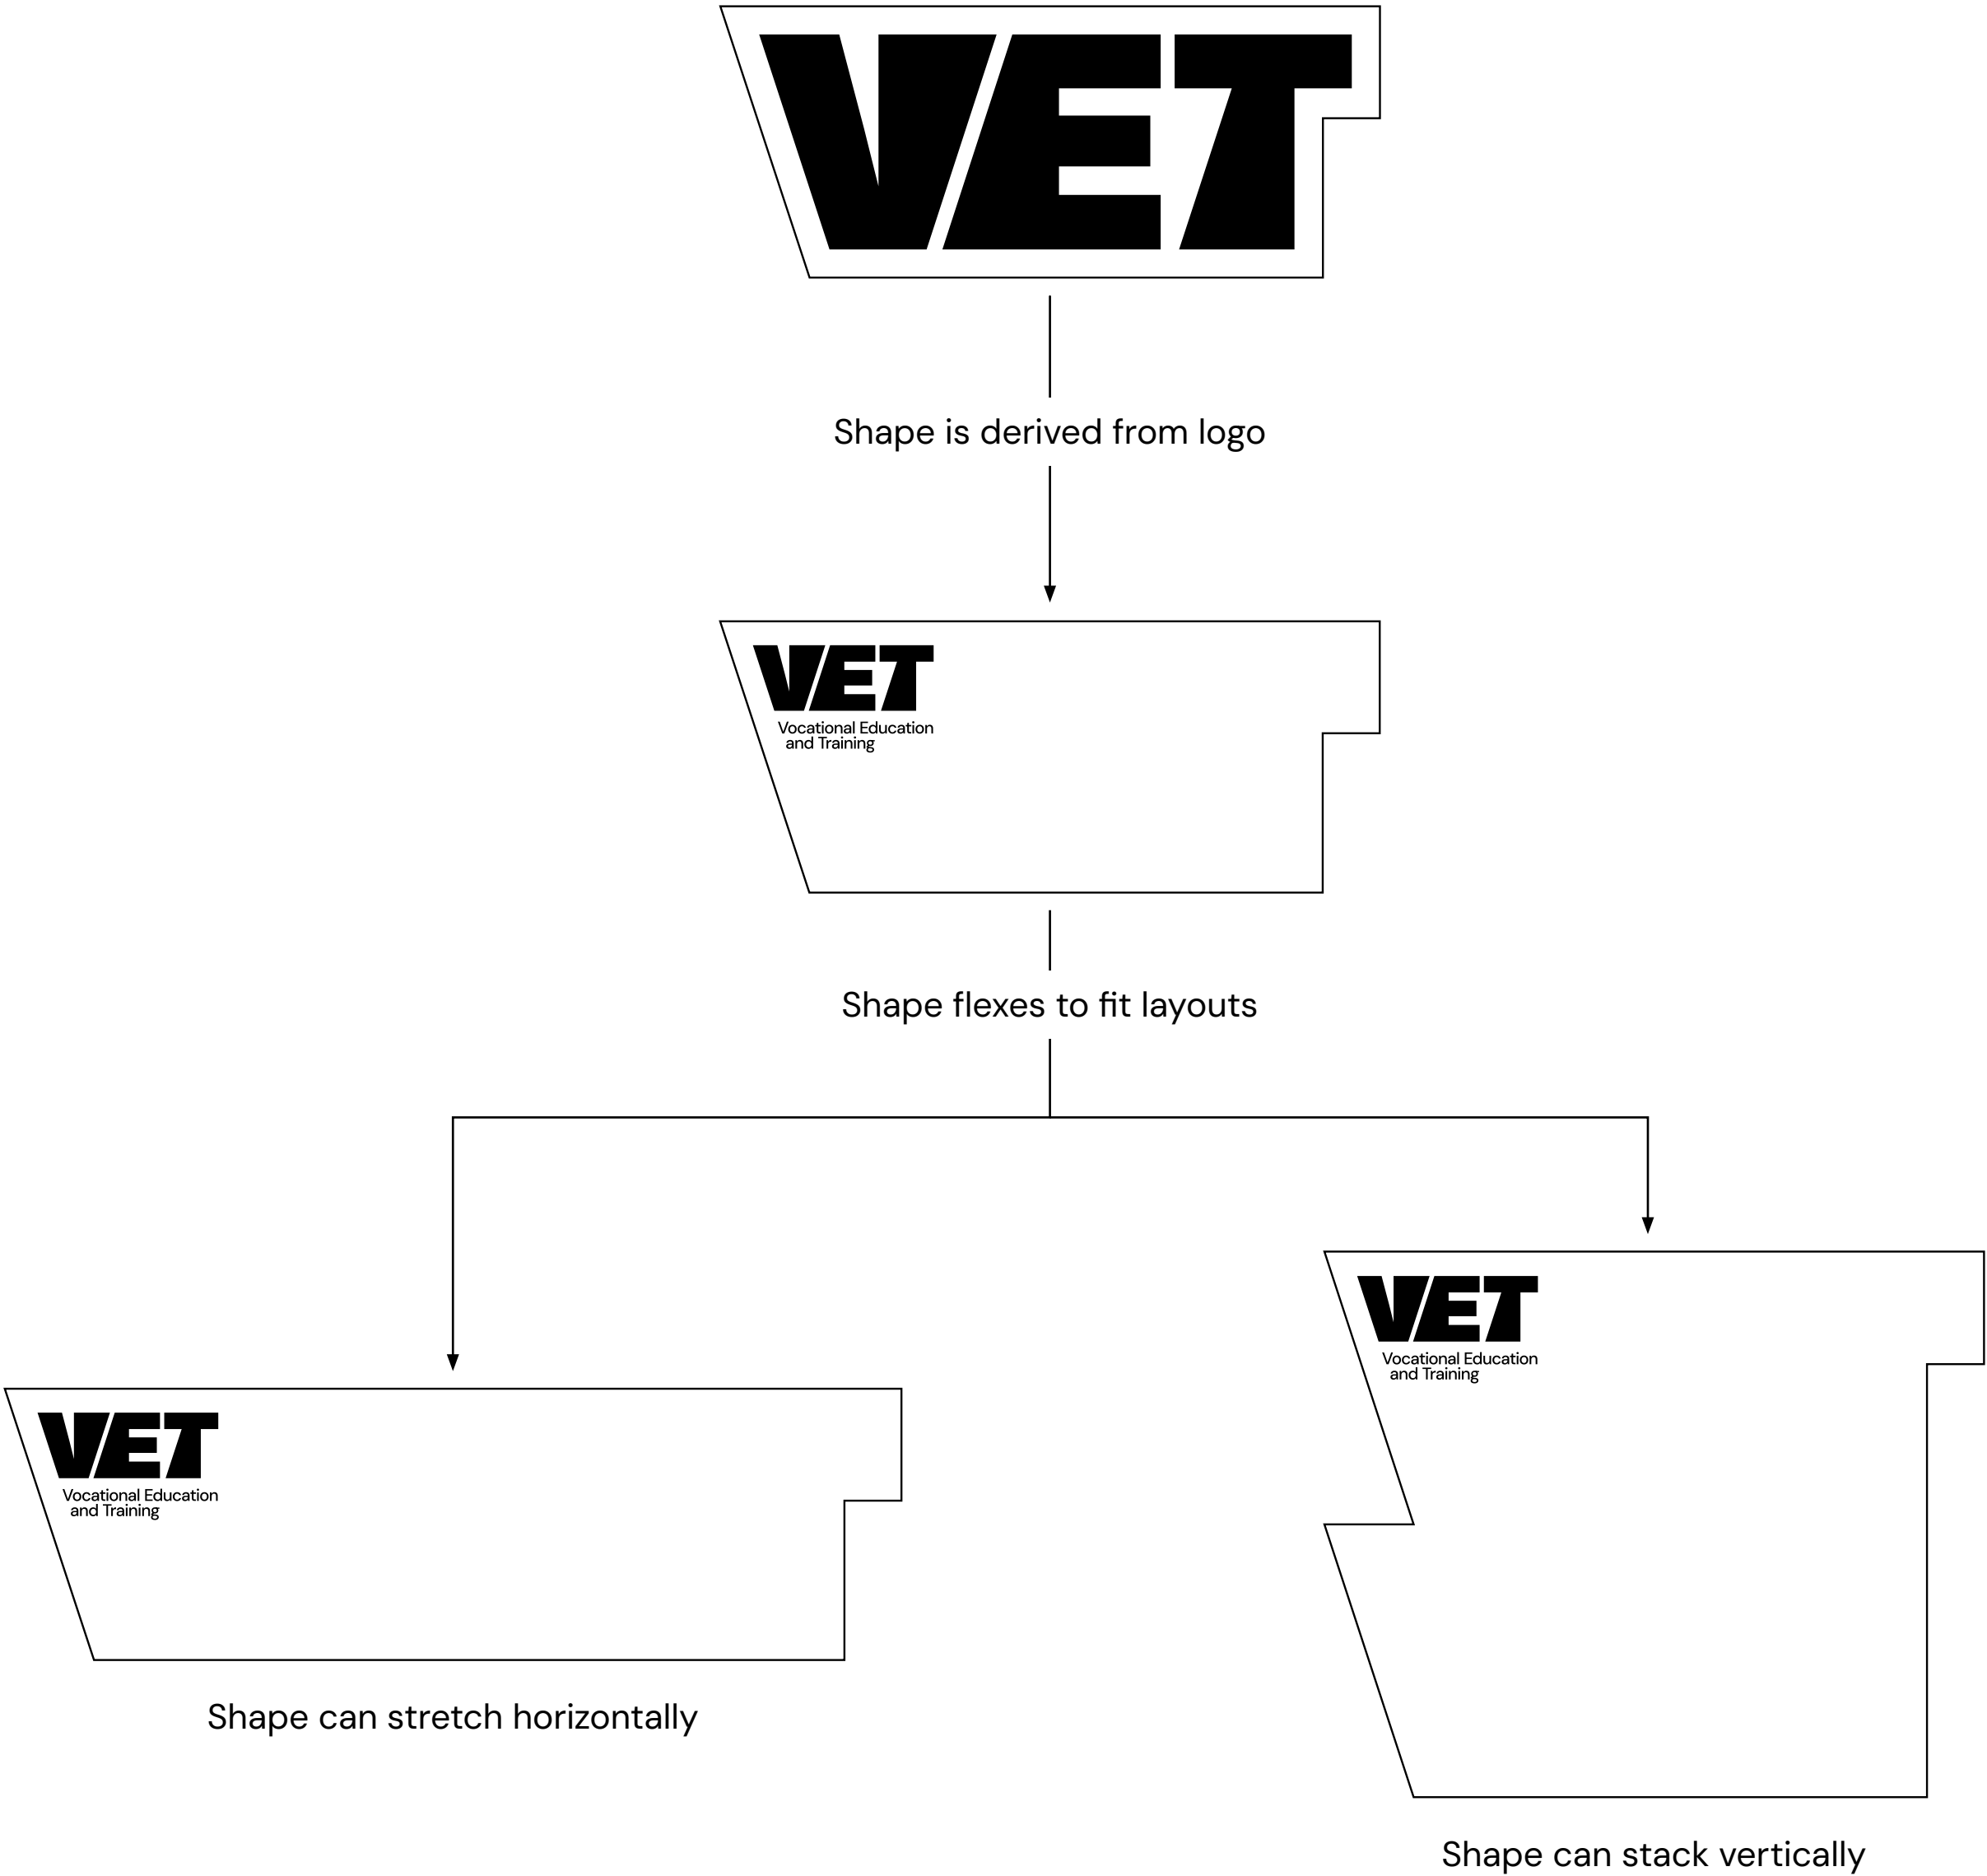 VET
Shape is derived from logo
VET
Vocational Education
and Training
Shape flexes to fit layouts
VET
Vocational Education
and Training
Shape can stretch horizontally
VET
Vocational Education
and Training
Shape can stack vertically